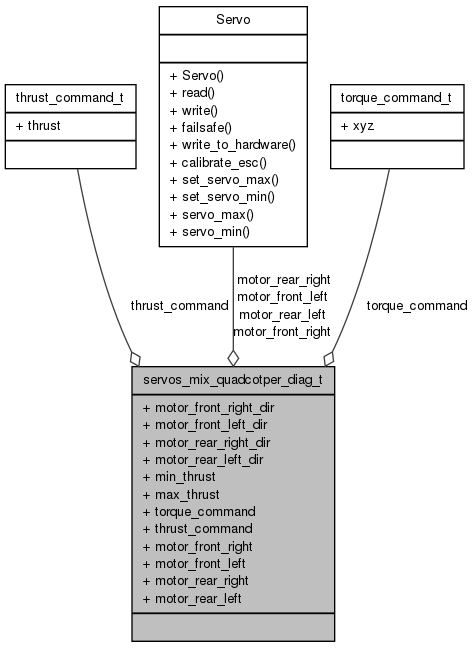 Servo
+ Servo()
+ read()
+ write()
+ failsafe()
+ write_to_hardware()
+ calibrate_esc()
+ set_servo_max()
+ set_servo_min()
+ servo_max()
+ servo_min()
thrust_command_t
+ thrust
torque_command_t
+ xyz
thrust_command
motor_rear_right
motor_front_left
motor_rear_left
motor_front_right
torque_command
servos_mix_quadcotper_diag_t
+ motor_front_right_dir
+ motor_front_left_dir
+ motor_rear_right_dir
+ motor_rear_left_dir
+ min_thrust
+ max_thrust
+ torque_command
+ thrust_command
+ motor_front_right
+ motor_front_left
+ motor_rear_right
+ motor_rear_left